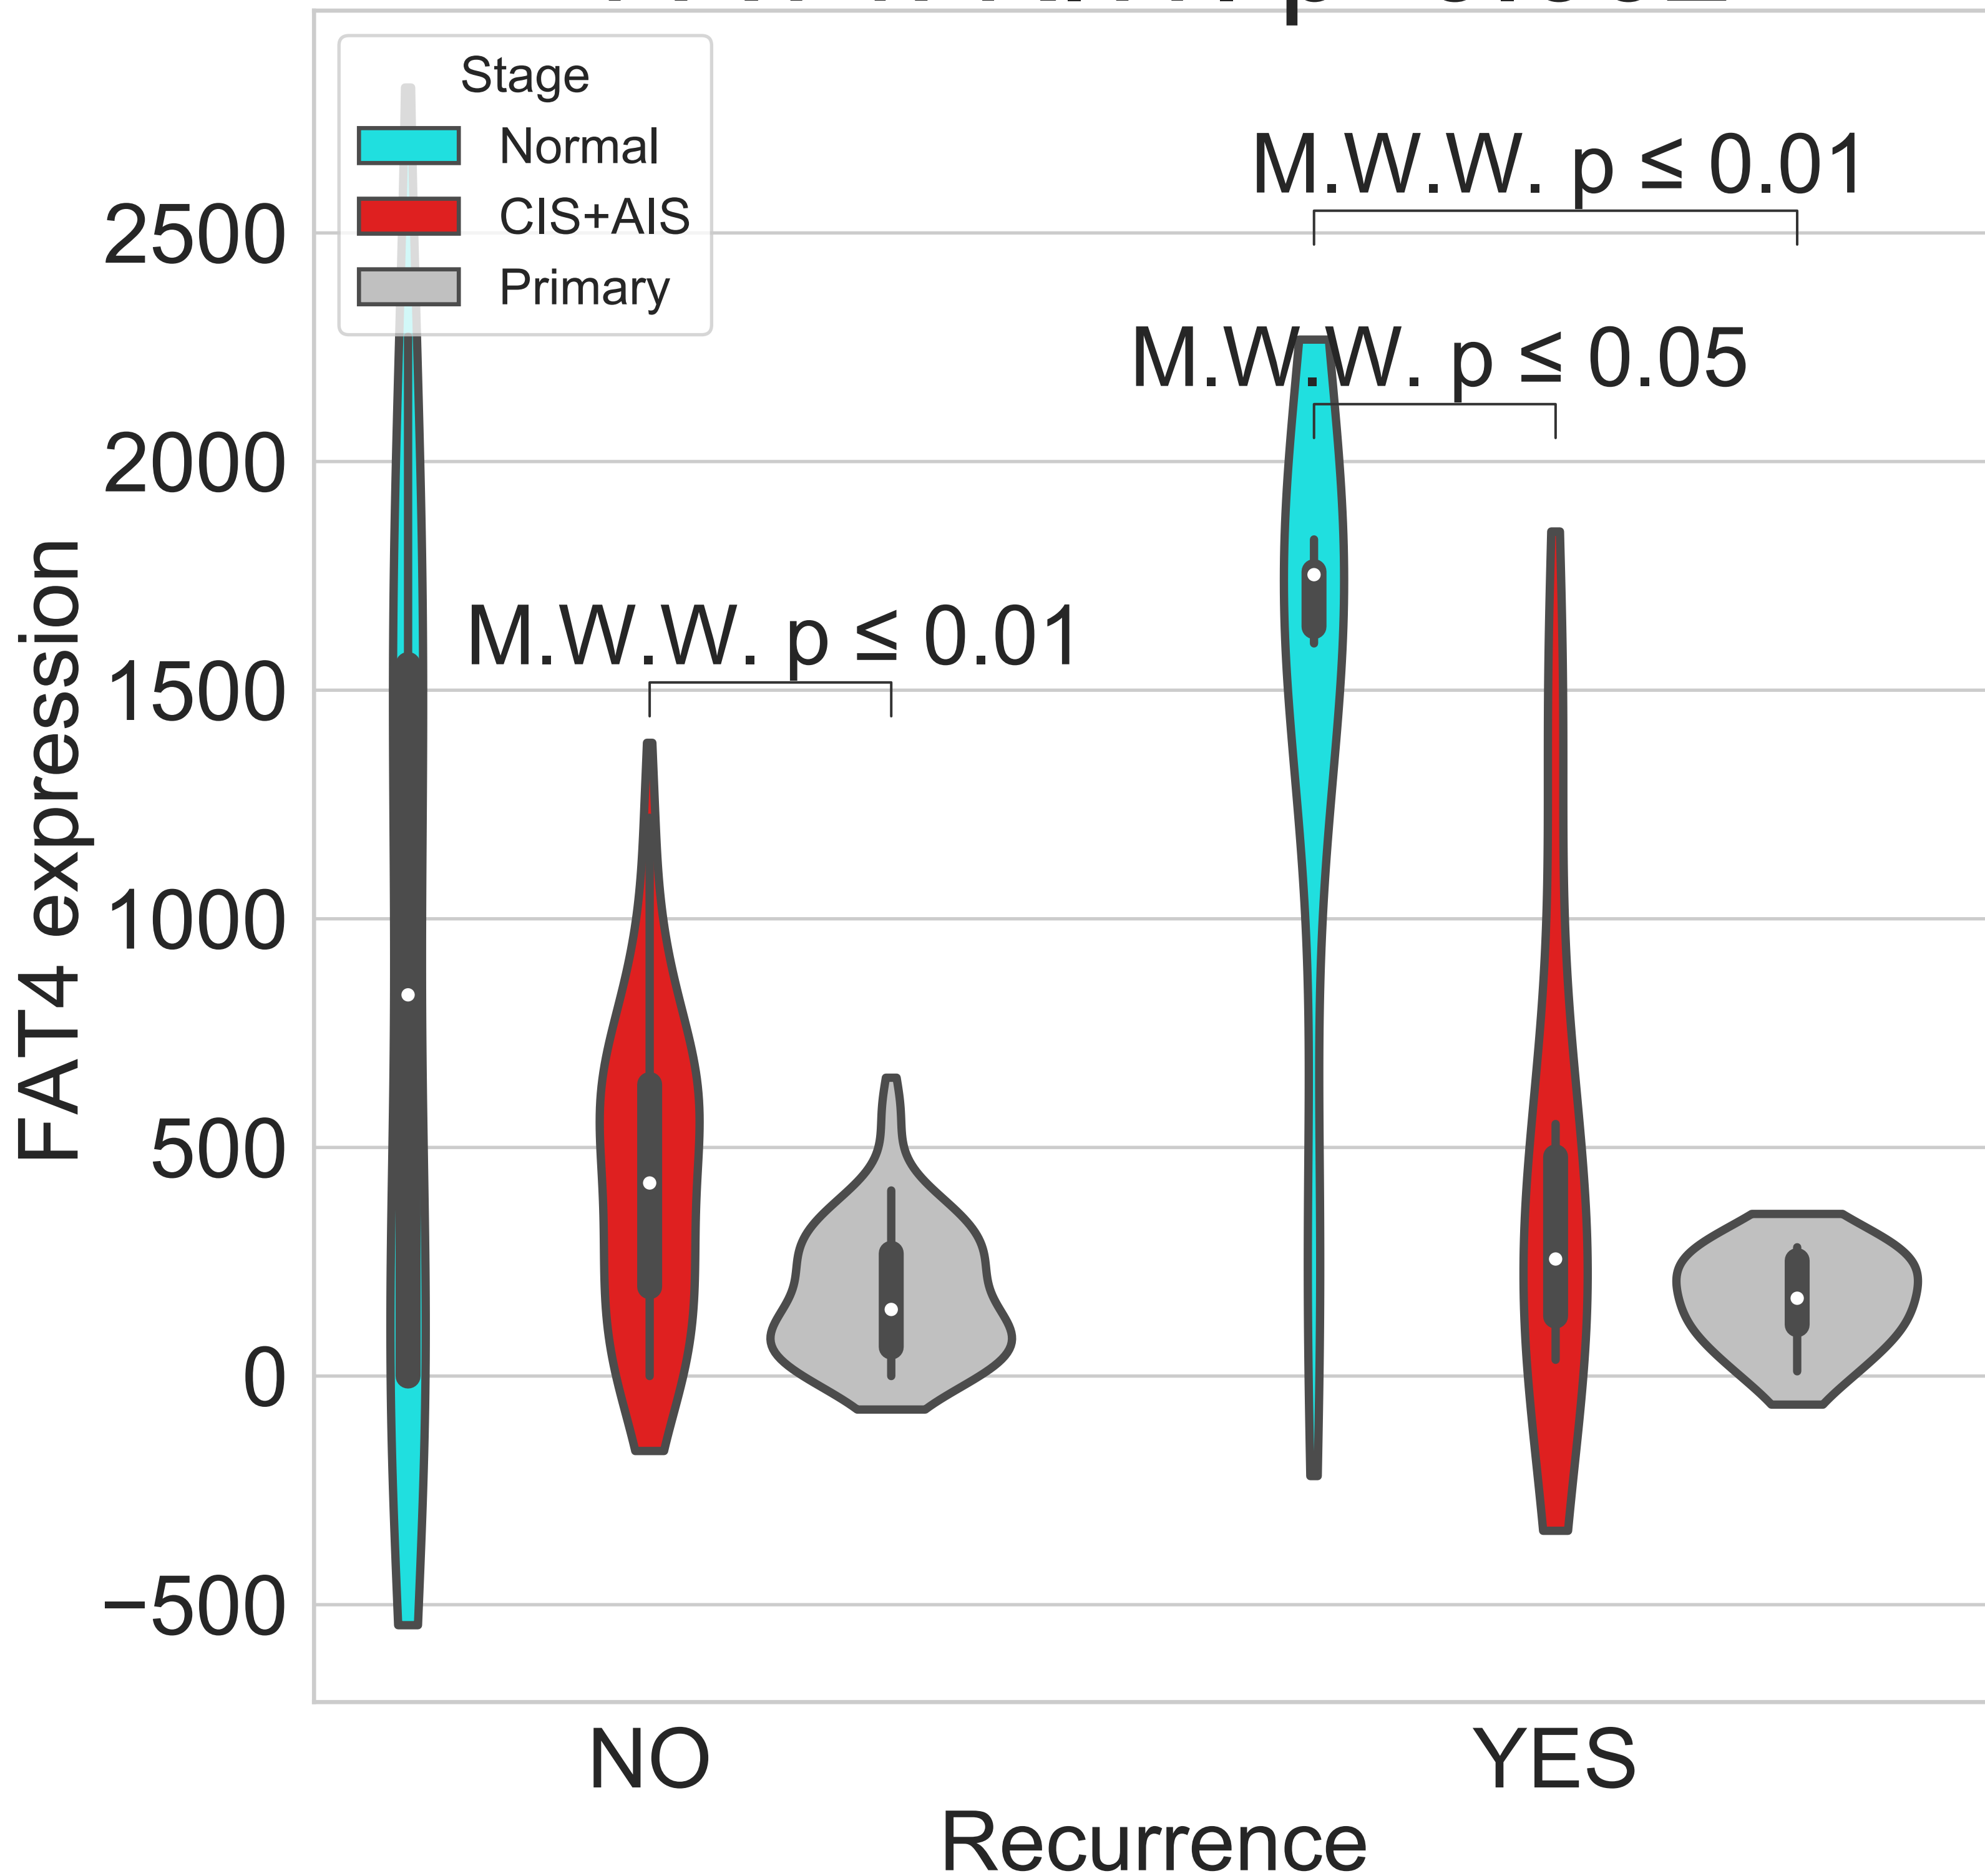 Stage
Normal
CIS+AIS
Primary
M.W.W. p ≤ 0.01
M.W.W. p ≤ 0.05
M.W.W. p ≤ 0.01
2500
2000
1500
1000
500
0
−500
FAT4 expression
NO
YES
Recurrence